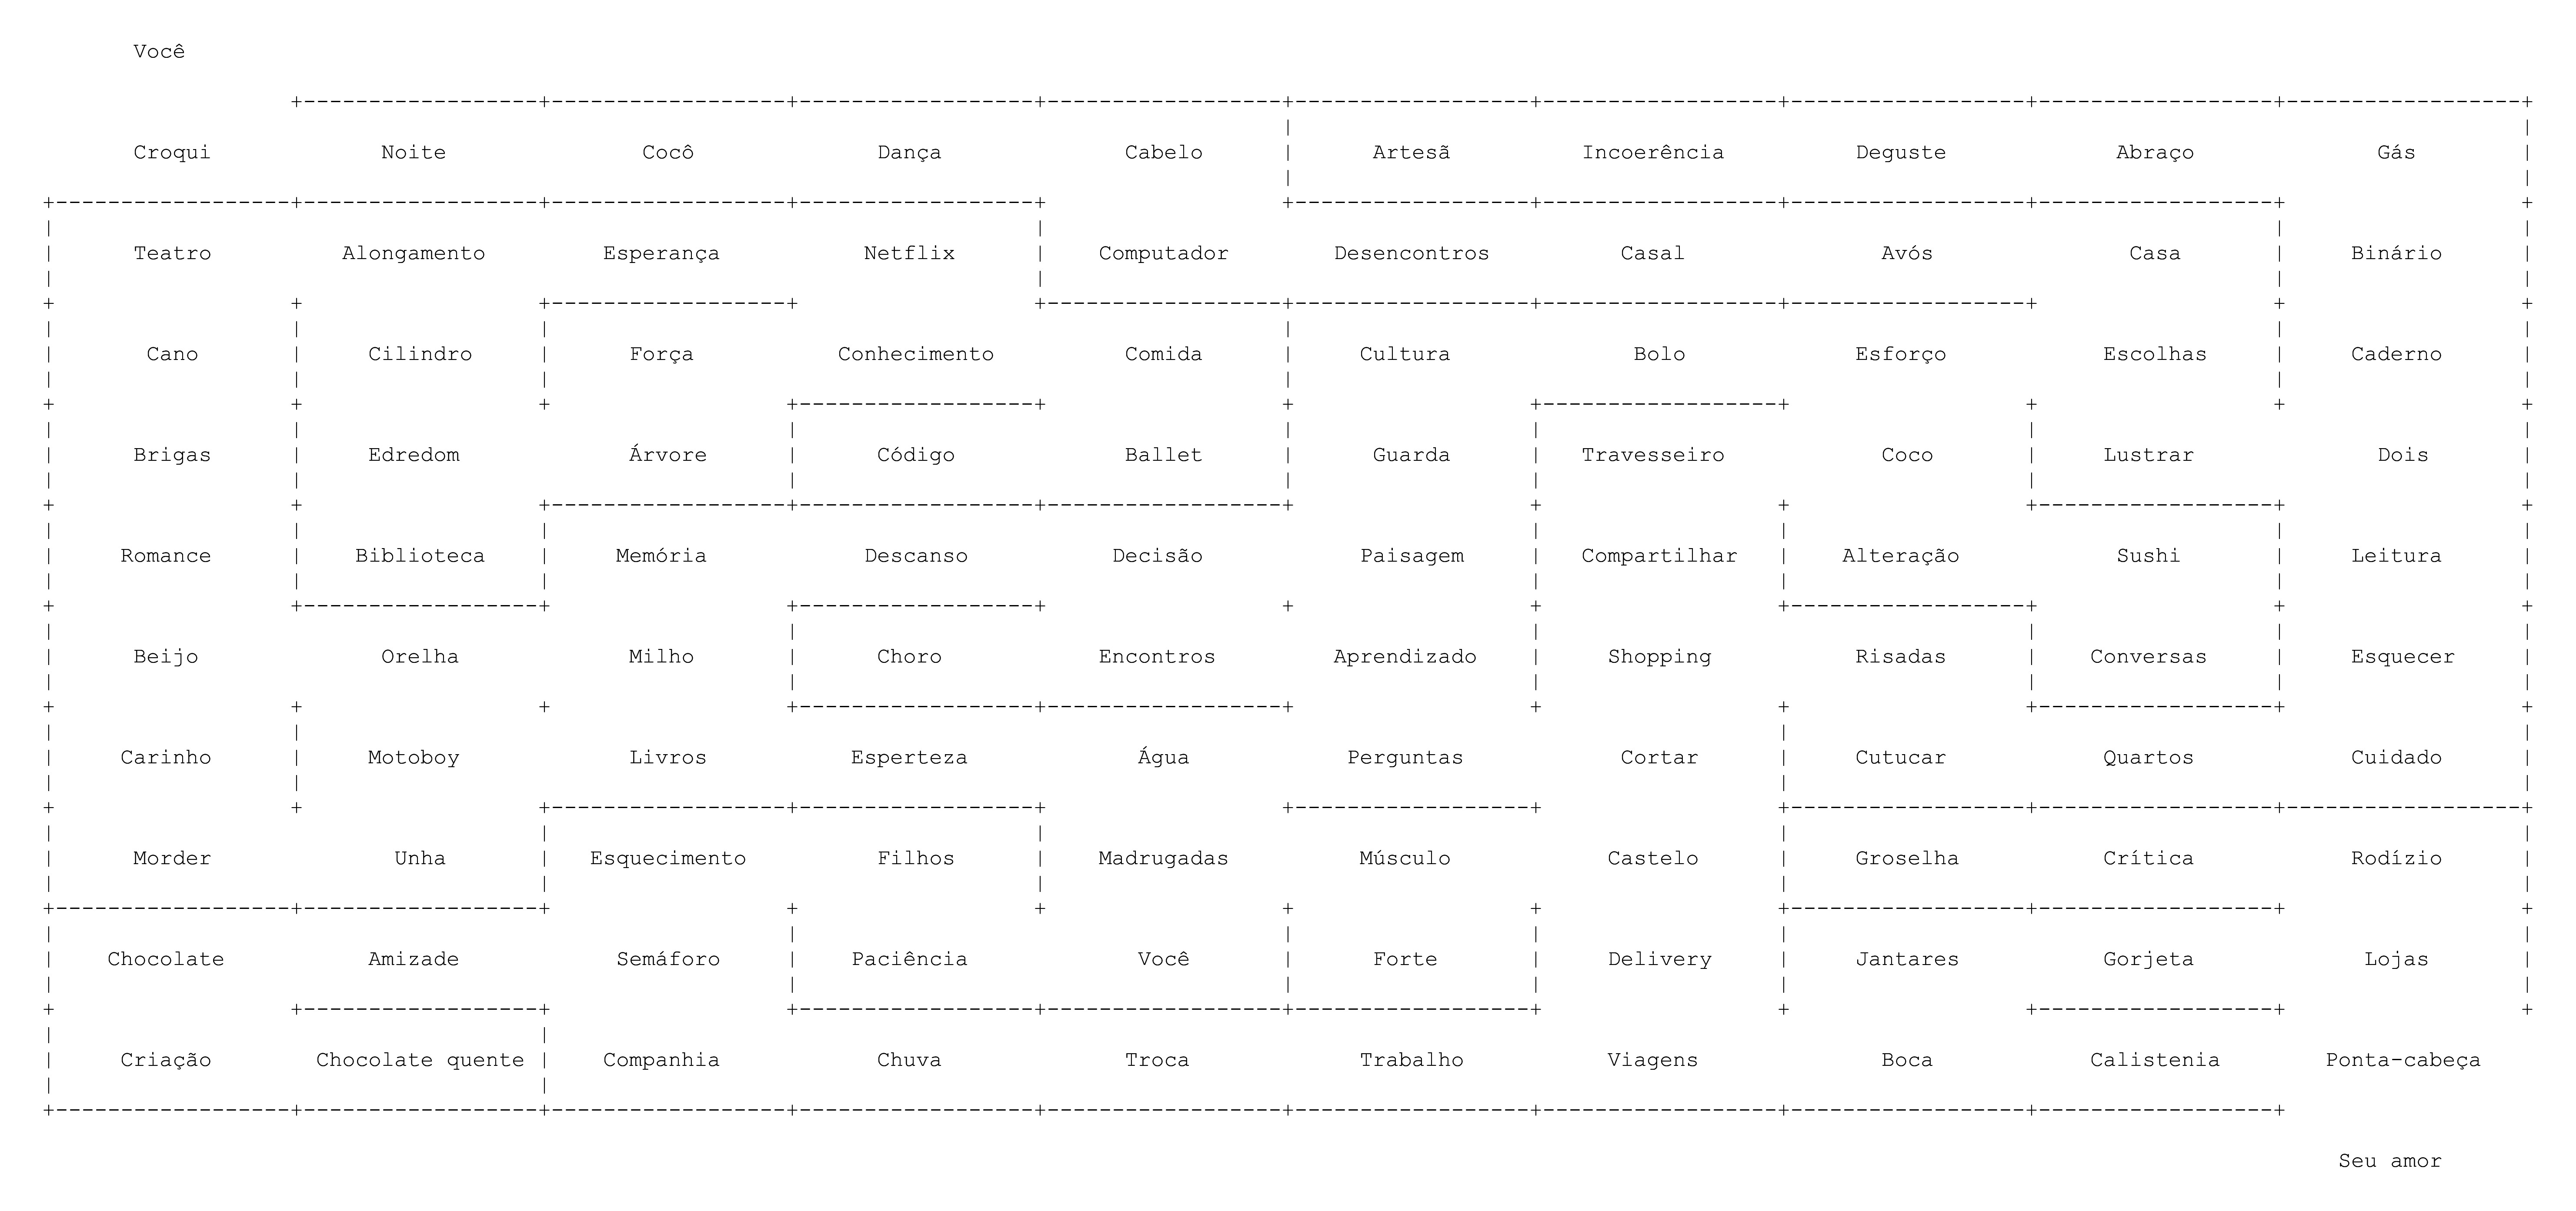 Você
Croqui Noite Cocô Dança Cabelo Artesã Incoerência Deguste Abraço Gás
Teatro Alongamento Esperança Netflix Computador Desencontros Casal Avós Casa Binário
Cano Cilindro Força Conhecimento Comida Cultura Bolo Esforço Escolhas Caderno
Brigas Edredom Árvore Código Ballet Guarda Travesseiro Coco Lustrar Dois
Romance Biblioteca Memória Descanso Decisão Paisagem Compartilhar Alteração Sushi Leitura
Beijo Orelha Milho Choro Encontros Aprendizado Shopping Risadas Conversas Esquecer
Carinho Motoboy Livros Esperteza Água Perguntas Cortar Cutucar Quartos Cuidado
Morder Unha Esquecimento Filhos Madrugadas Músculo Castelo Groselha Crítica Rodízio
Chocolate Amizade Semáforo Paciência Você Forte Delivery Jantares Gorjeta Lojas
Criação Chocolate quente Companhia Chuva Troca Trabalho Viagens Boca Calistenia Ponta-cabeça
Seu amor